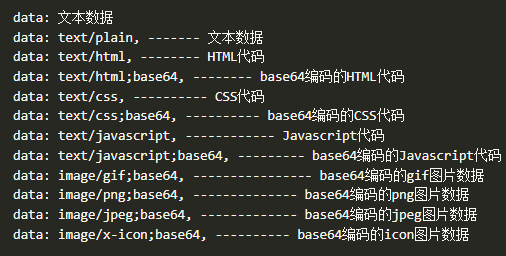 data: 文本数据
data: text/plain, ------- 文本数据
data: text/html, -------- HTML代码
data: text/html;base64, -------- base64编码的HTML代码
data: text/css, ---------- CSS代码
data: text/css;base64, ---------- base64编码的CSS代码
data: text/javascript, ------------ Javascript代码
data: text/javascript;base64, --------- base64编码的Javascript代码
data: image/gif;base64, ---------------- base64编码的gif图片数据
data: image/png;base64, -------------- base64编码的png图片数据
data: image/jpeg;base64, ------------- base64编码的jpeg图片数据
data: image/x-icon;base64, ---------- base64编码的icon图片数据